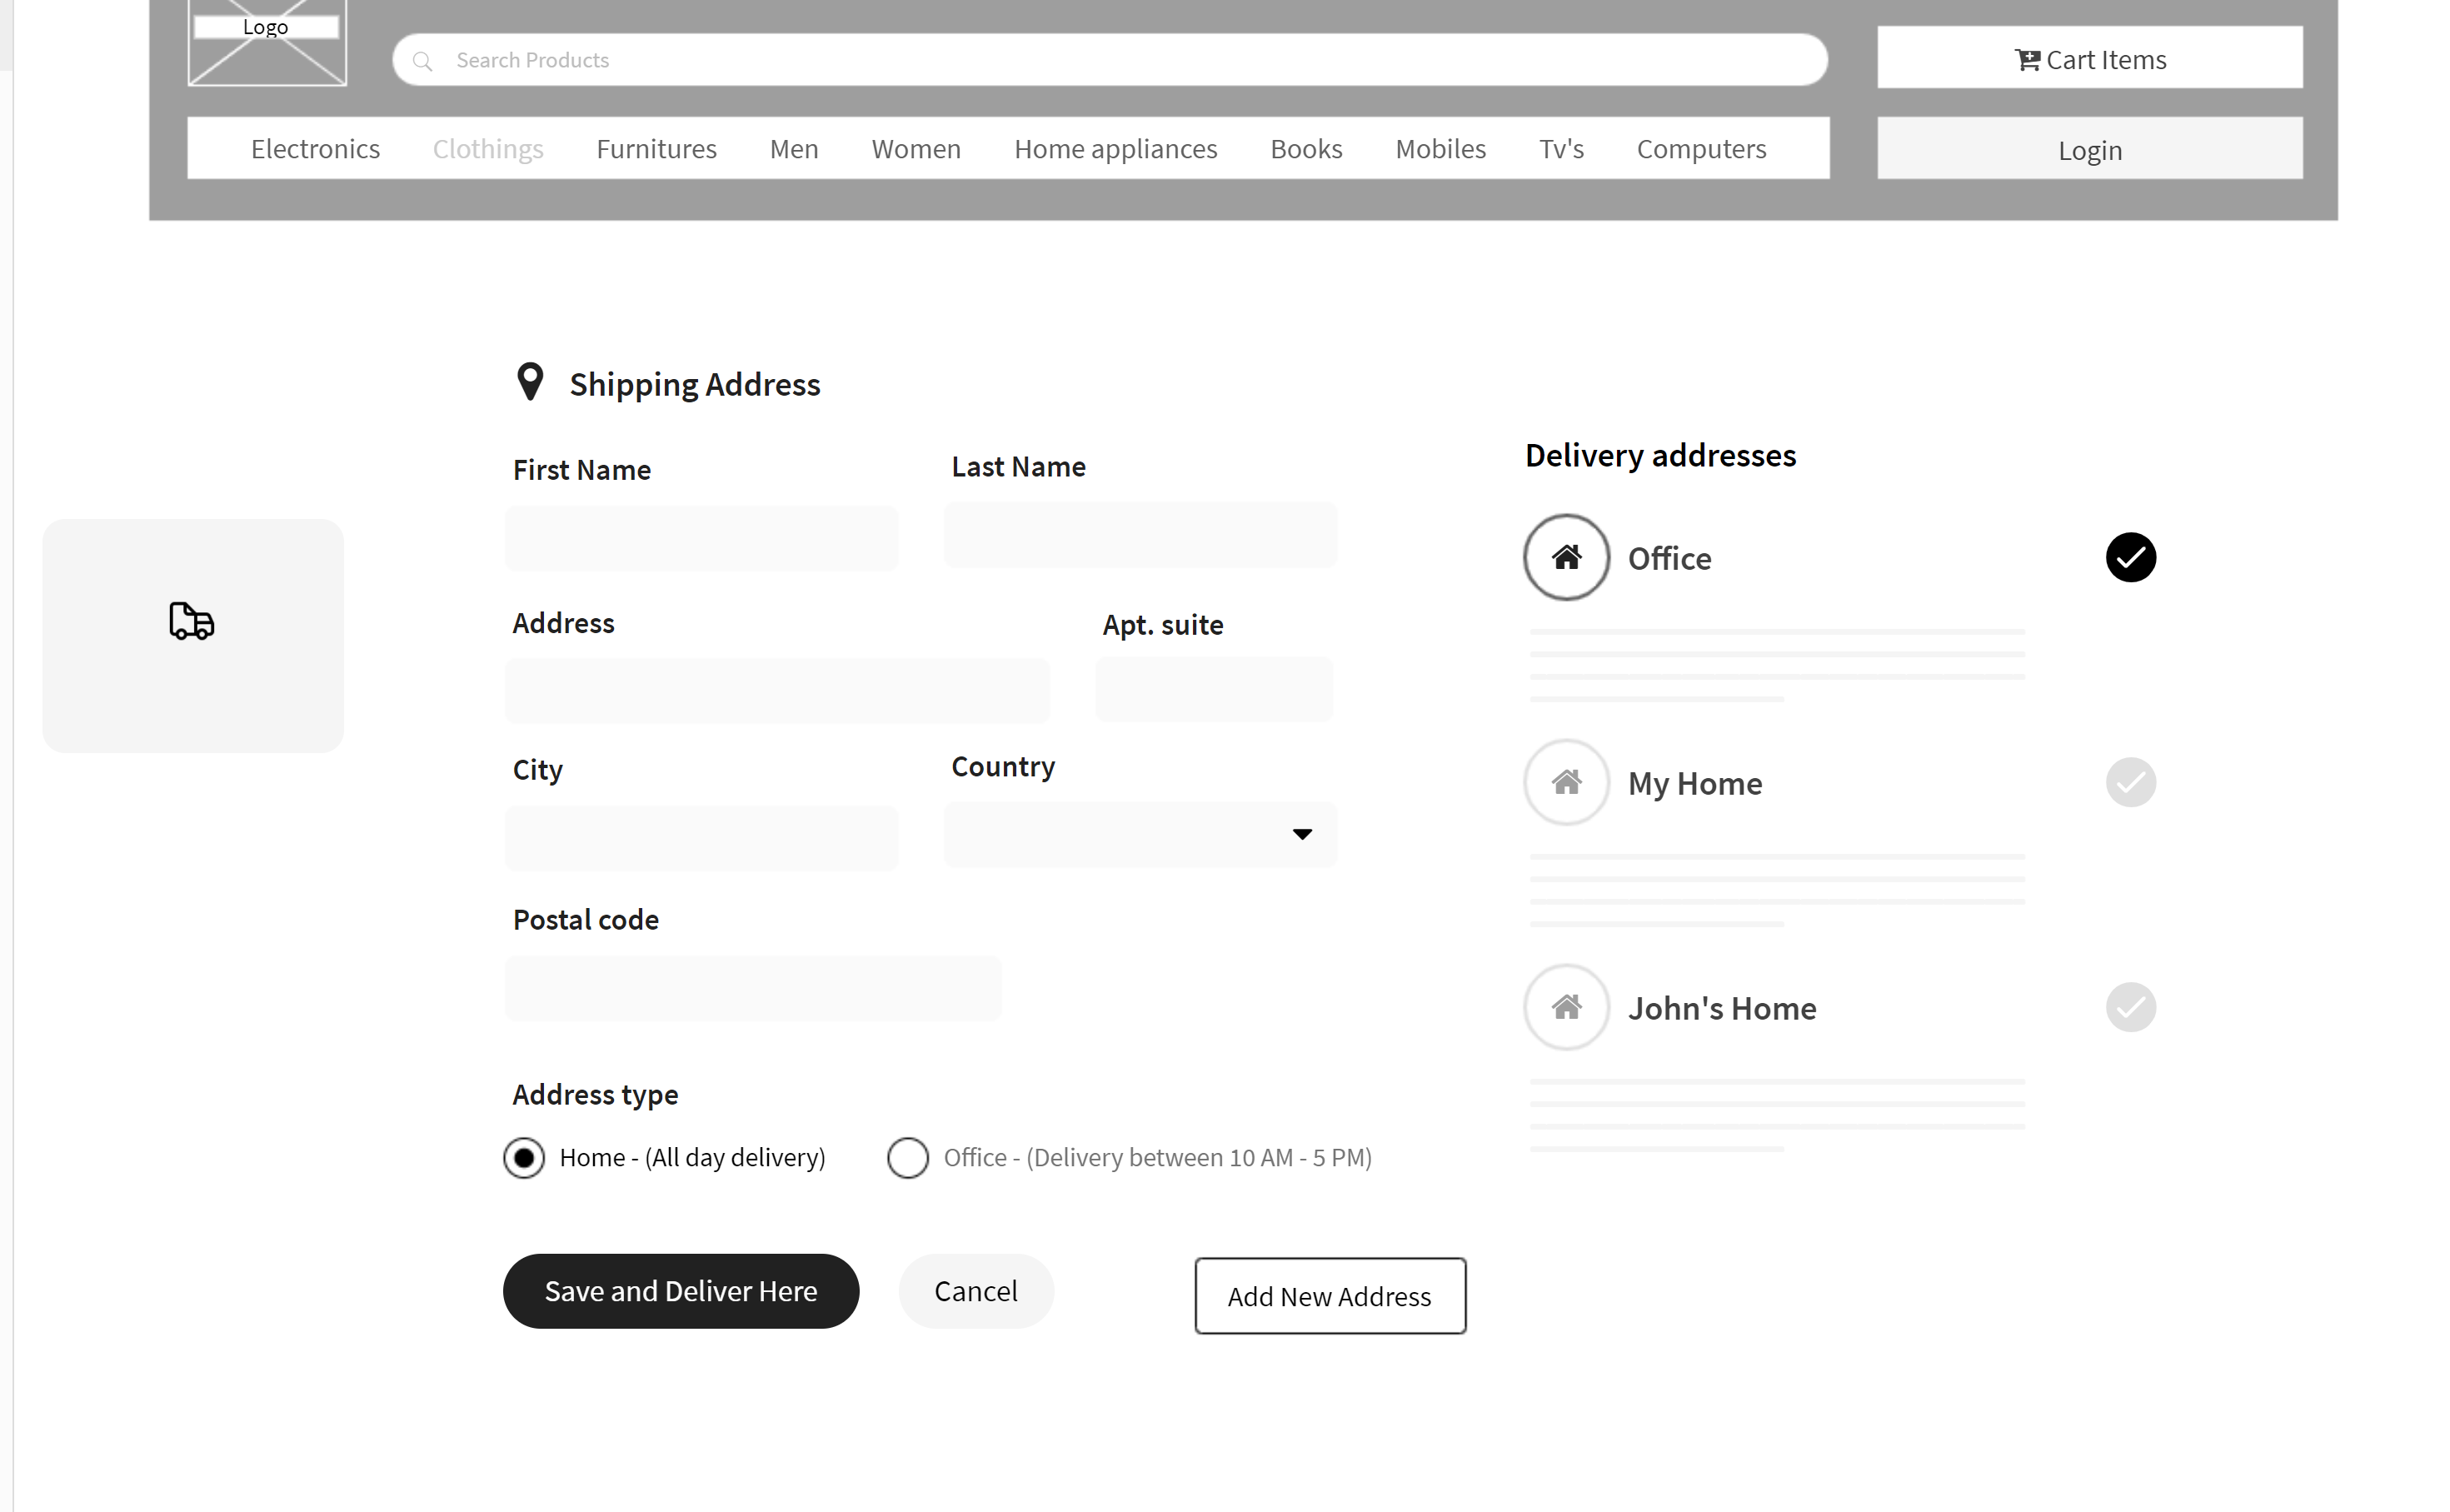 Logo
Search Products
Cart Items
Electronics Clothings Furnitures Men Women Home appliances Books Mobiles Tv's Computers
Login
Shipping Address
First Name
Last Name
Address
Apt. suite
City
Country
Postal code
Address type
Home - (All day delivery)
Office - (Delivery between 10 AM - 5 PM)
Save and Deliver Here
Cancel
Add New Address
Delivery addresses
Office
My Home
John's Home